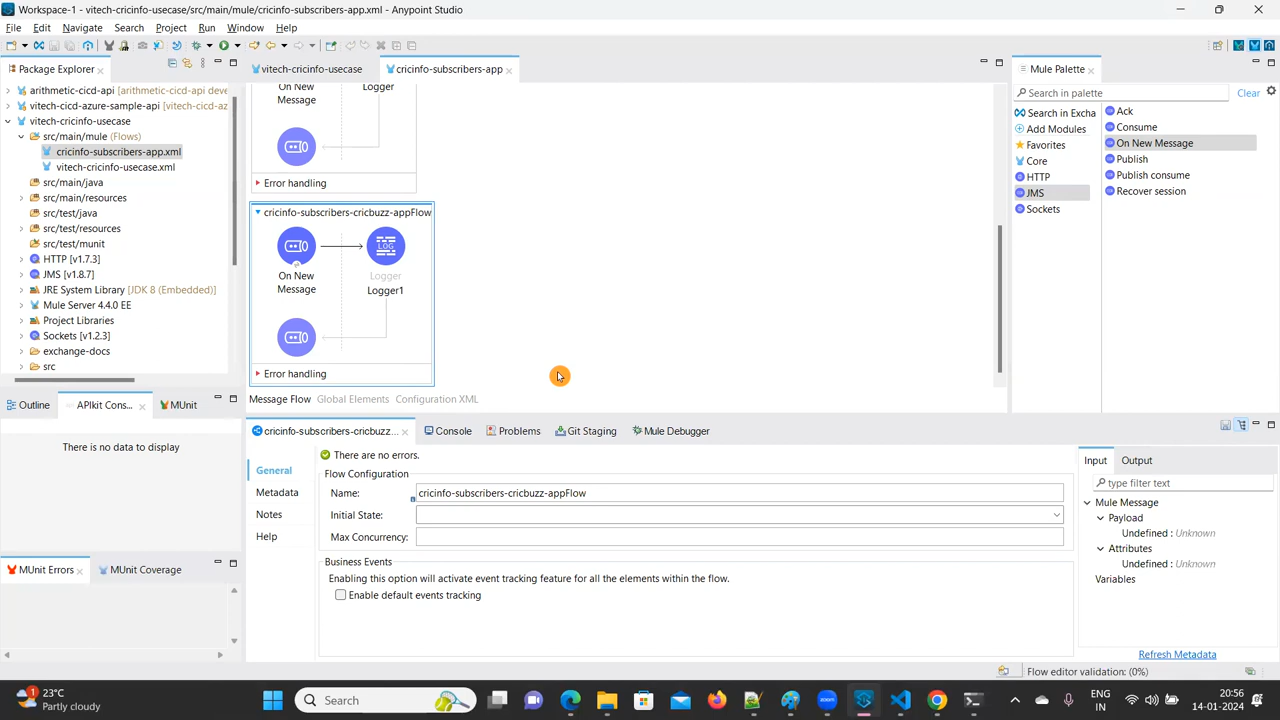 Workspace-1 - vitech-cricinfo-usecase/src/main/mule/cricinfo-subscribers-app.xml - Anypoint Studio
File Edit Navigate Search Project Run Window Help
Package Explorer
vitech-cricinfo-usecase
cricinfo-subscribers-app
Mule Palette
arithmetic-cicd-api [arithmetic-cicd-api deve
vitech-cicd-azure-sample-api [vitech-cicd-az
vitech-cricinfo-usecase
src/main/mule (Flows)
cricinfo-subscribers-app.xml
vitech-cricinfo-usecase.xml
src/main/java
src/main/resources
src/test/java
src/test/resources
src/test/munit
HTTP [v1.7.3]
JMS [v1.8.7]
JRE System Library [JDK 8 (Embedded)]
Mule Server 4.4.0 EE
Project Libraries
Sockets [v1.2.3]
exchange-docs
src
On New
Message
Logger
Error handling
cricinfo-subscribers-cricbuzz-appFlow
LOG
On New
Message
Logger
Logger1
Error handling
Message Flow Global Elements Configuration XML
Search in palette
Clear
Search in Excha
Add Modules
Favorites
Core
HTTP
JMS
Sockets
Ack
Consume
On New Message
Publish
Publish consume
Recover session
Outline
APIkit Cons...
MUnit
There is no data to display
MUnit Errors
MUnit Coverage
cricinfo-subscribers-cricbuzz...
Console
Problems
Git Staging
Mule Debugger
There are no errors.
General
Metadata
Notes
Help
Flow Configuration
Name: cricinfo-subscribers-cricbuzz-appFlow
Initial State:
Max Concurrency:
Business Events
Enabling this option will activate event tracking feature for all the elements within the flow.
Enable default events tracking
Input Output
type filter text
Mule Message
Payload
Undefined : Unknown
Attributes
Undefined : Unknown
Variables
Refresh Metadata
Flow editor validation: (0%)
1
23°C
Partly cloudy
Search
zoom
ENG
IN
20:56
14-01-2024